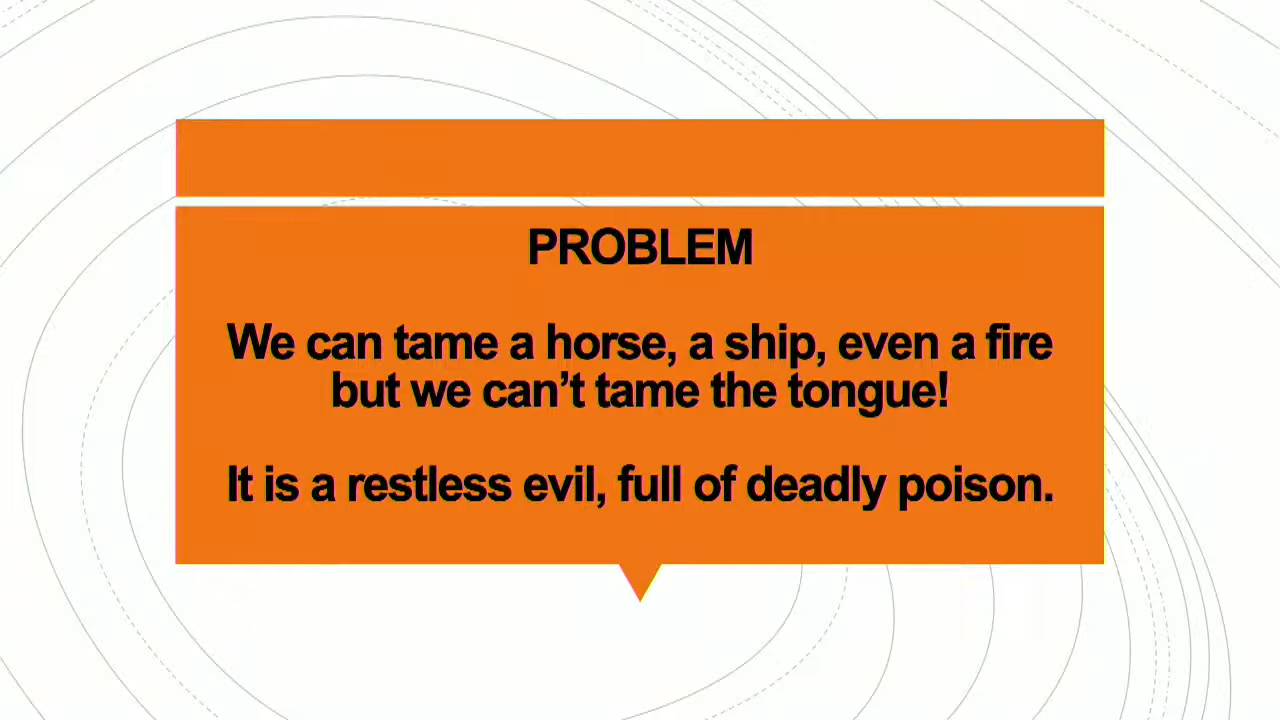 PROBLEM
We can tame a horse, a ship, even a fire
but we can’t tame the tongue!
It is a restless evil, full of deadly poison.